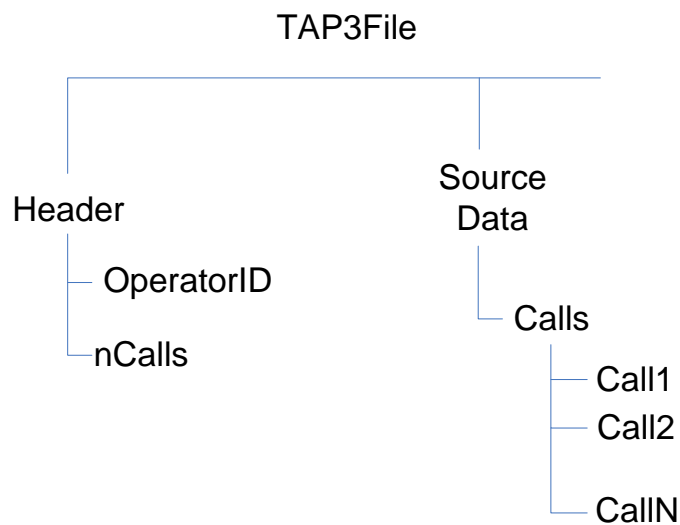 TAP3File
Header
OperatorID
nCalls
Source
Data
Calls
Call1
Call2
CallN